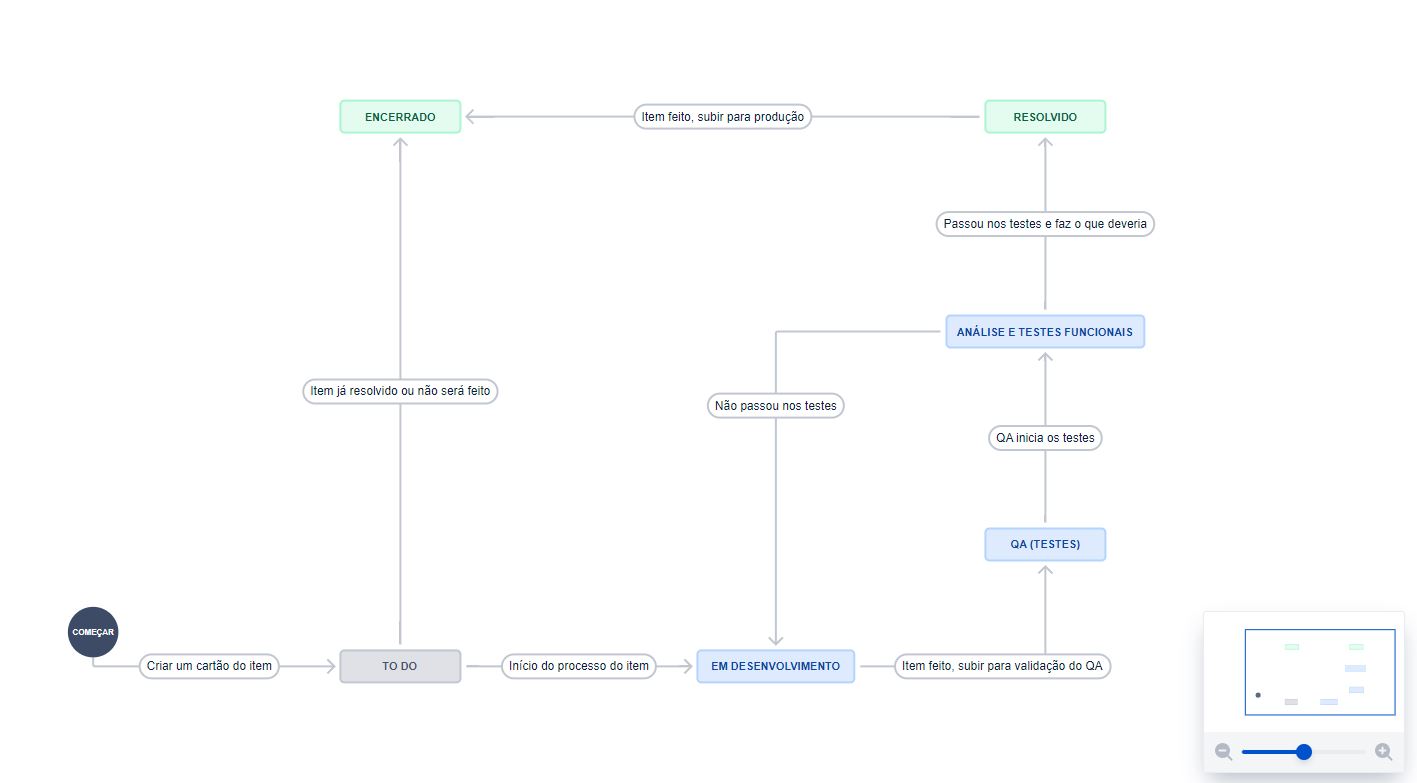 ENCERRADO
Item feito, subir para produção
RESOLVIDO
Passou nos testes e faz o que deveria
ANÁLISE E TESTES FUNCIONAIS
Item já resolvido ou não será feito
Não passou nos testes
QA inicia os testes
QA (TESTES)
COMEÇAR
Criar um cartão do item
TO DO
Início do processo do item
EM DESENVOLVIMENTO
Item feito, subir para validação do QA